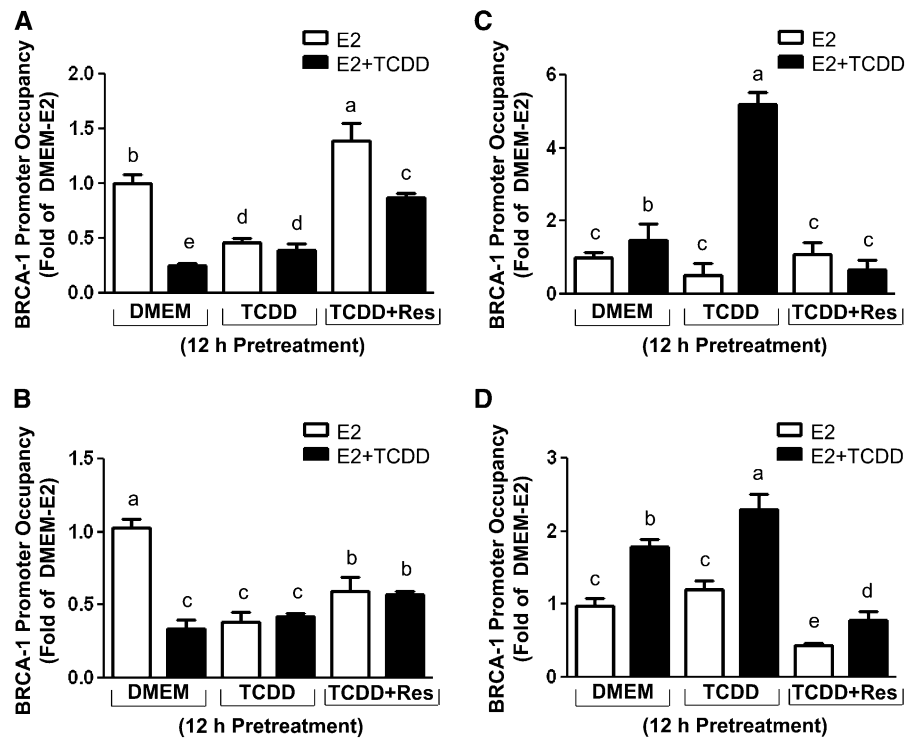 A
E2
E2+TCDD
BRCA-1 Promoter Occupancy
(Fold of DMEM-E2)
2.0
1.5
1.0
0.5
0.0
b
e
d
d
a
c
DMEM
TCDD
TCDD+Res
(12 h Pretreatment)
C
E2
E2+TCDD
BRCA-1 Promoter Occupancy
(Fold of DMEM-E2)
6
4
2
0
c
b
c
a
c
c
DMEM
TCDD
TCDD+Res
(12 h Pretreatment)
B
E2
E2+TCDD
BRCA-1 Promoter Occupancy
(Fold of DMEM-E2)
1.5
1.0
0.5
0.0
a
c
c
c
b
b
DMEM
TCDD
TCDD+Res
(12 h Pretreatment)
D
E2
E2+TCDD
BRCA-1 Promoter Occupancy
(Fold of DMEM-E2)
3
2
1
0
c
b
c
a
e
d
DMEM
TCDD
TCDD+Res
(12 h Pretreatment)